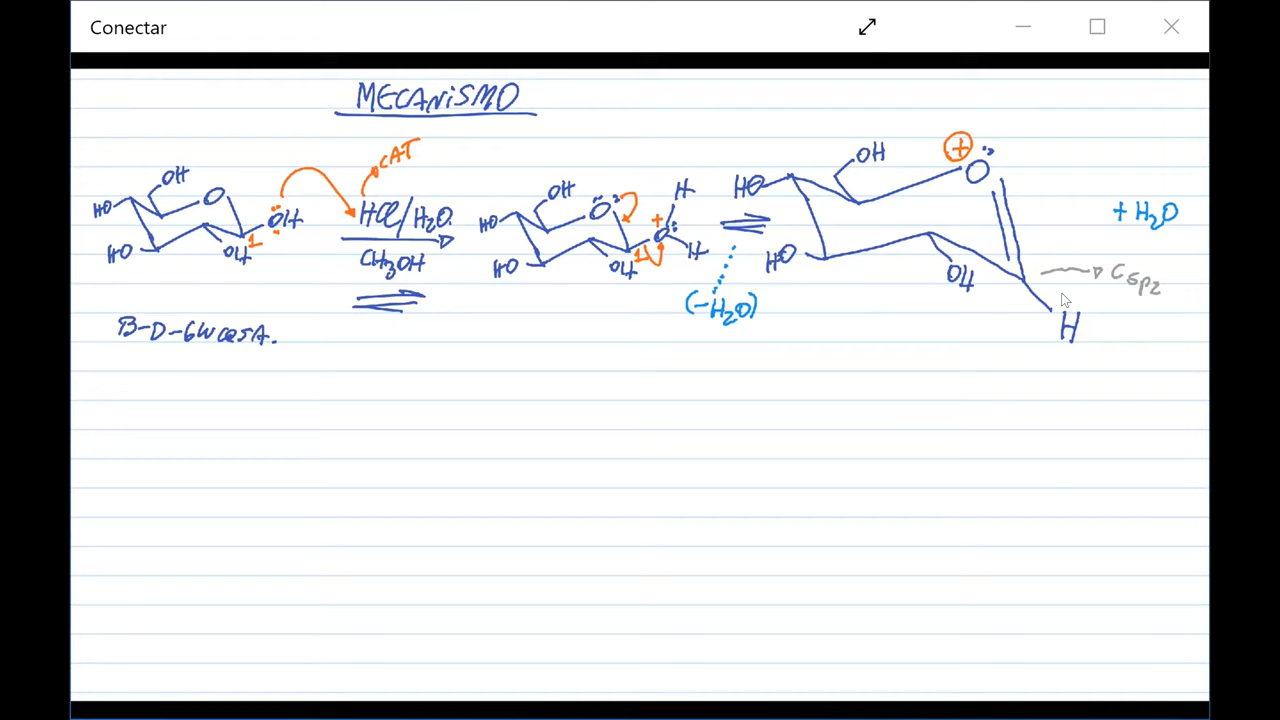 Conectar
MECANISMO
CAT
OH
HO
O
HO
OH
1
OH
HCl/H2O
CH3OH
B-D-GlucosA.
OH
HO
O
HO
OH
1
+
O
H
H
(-H2O)
OH
HO
O
+
HO
OH
H
Csp2
+ H2O